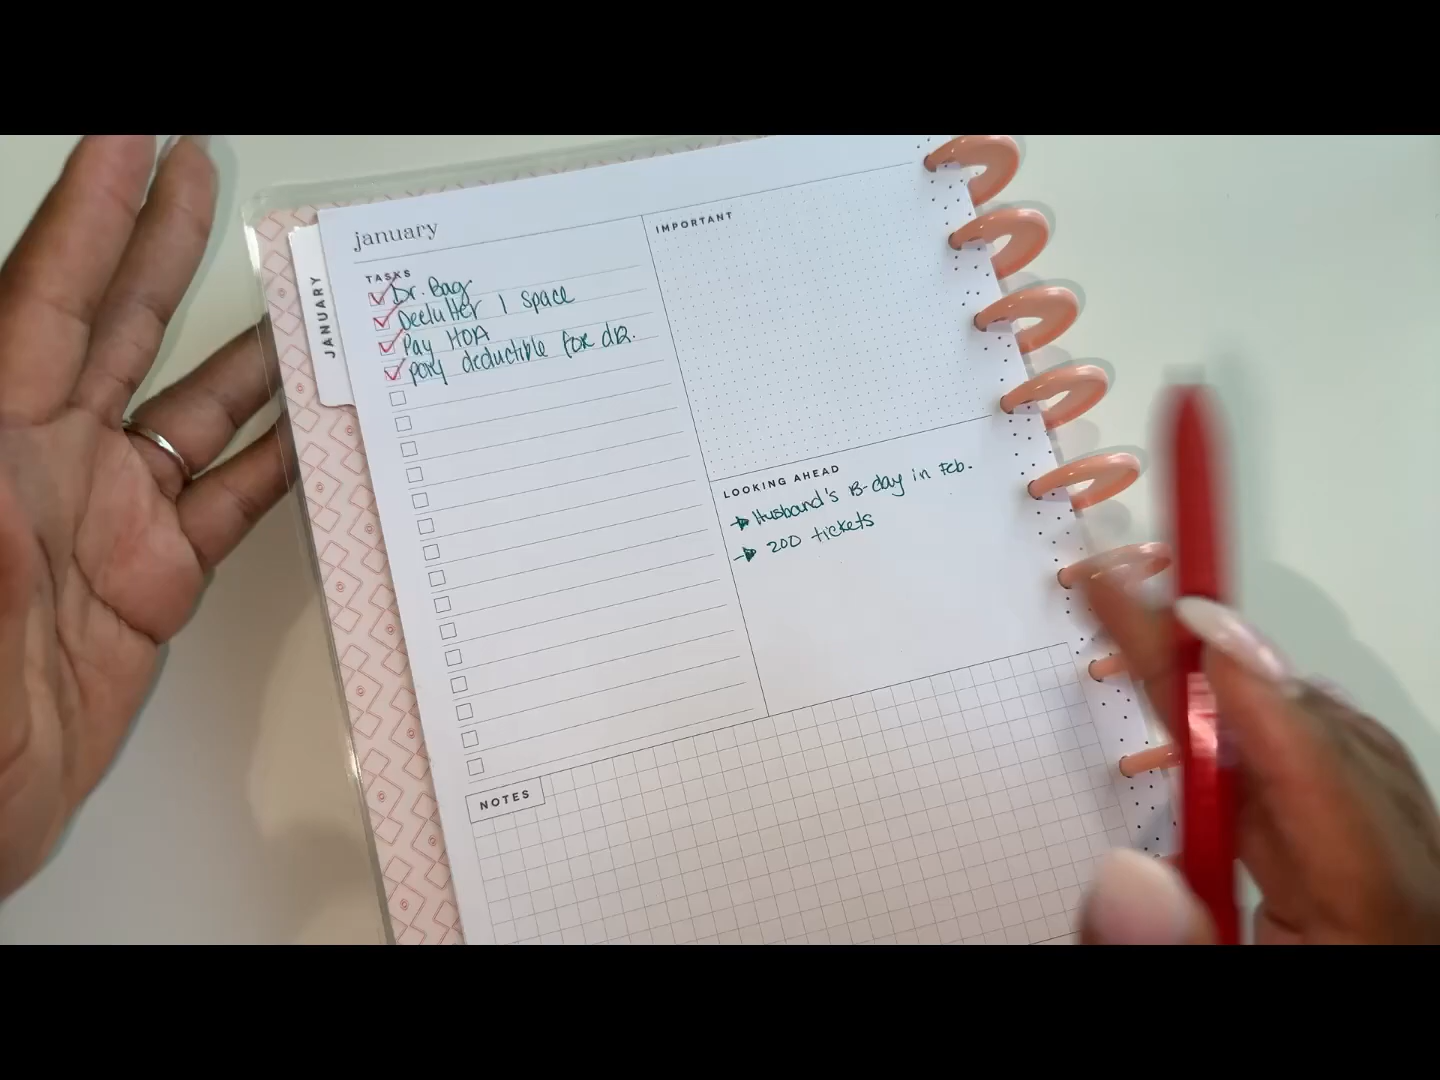 january
JANUARY
TASKS
Dr. Bag
Declutter 1 space
Pay HOA
pay deductible for dr.
IMPORTANT
LOOKING AHEAD
Husband's B-day in Feb.
zoo tickets
NOTES